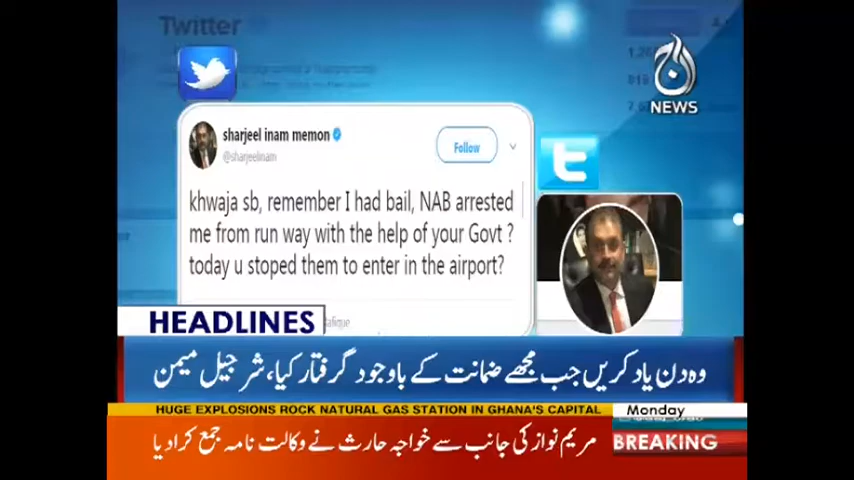 Twitter
آج
NEWS
sharjeel inam memon
@sharjeelinam
Follow
khwaja sb, remember I had bail, NAB arrested
me from run way with the help of your Govt ?
today u stoped them to enter in the airport?
HEADLINES
وہ دن یاد کریں جب مجھے ضمانت کے باوجود گرفتار کیا، شرجیل میمن
HUGE EXPLOSIONS ROCK NATURAL GAS STATION IN GHANA'S CAPITAL
Monday
مریم نواز کی جانب سے خواجہ حارث نے وکالت نامہ جمع کرادیا
BREAKING